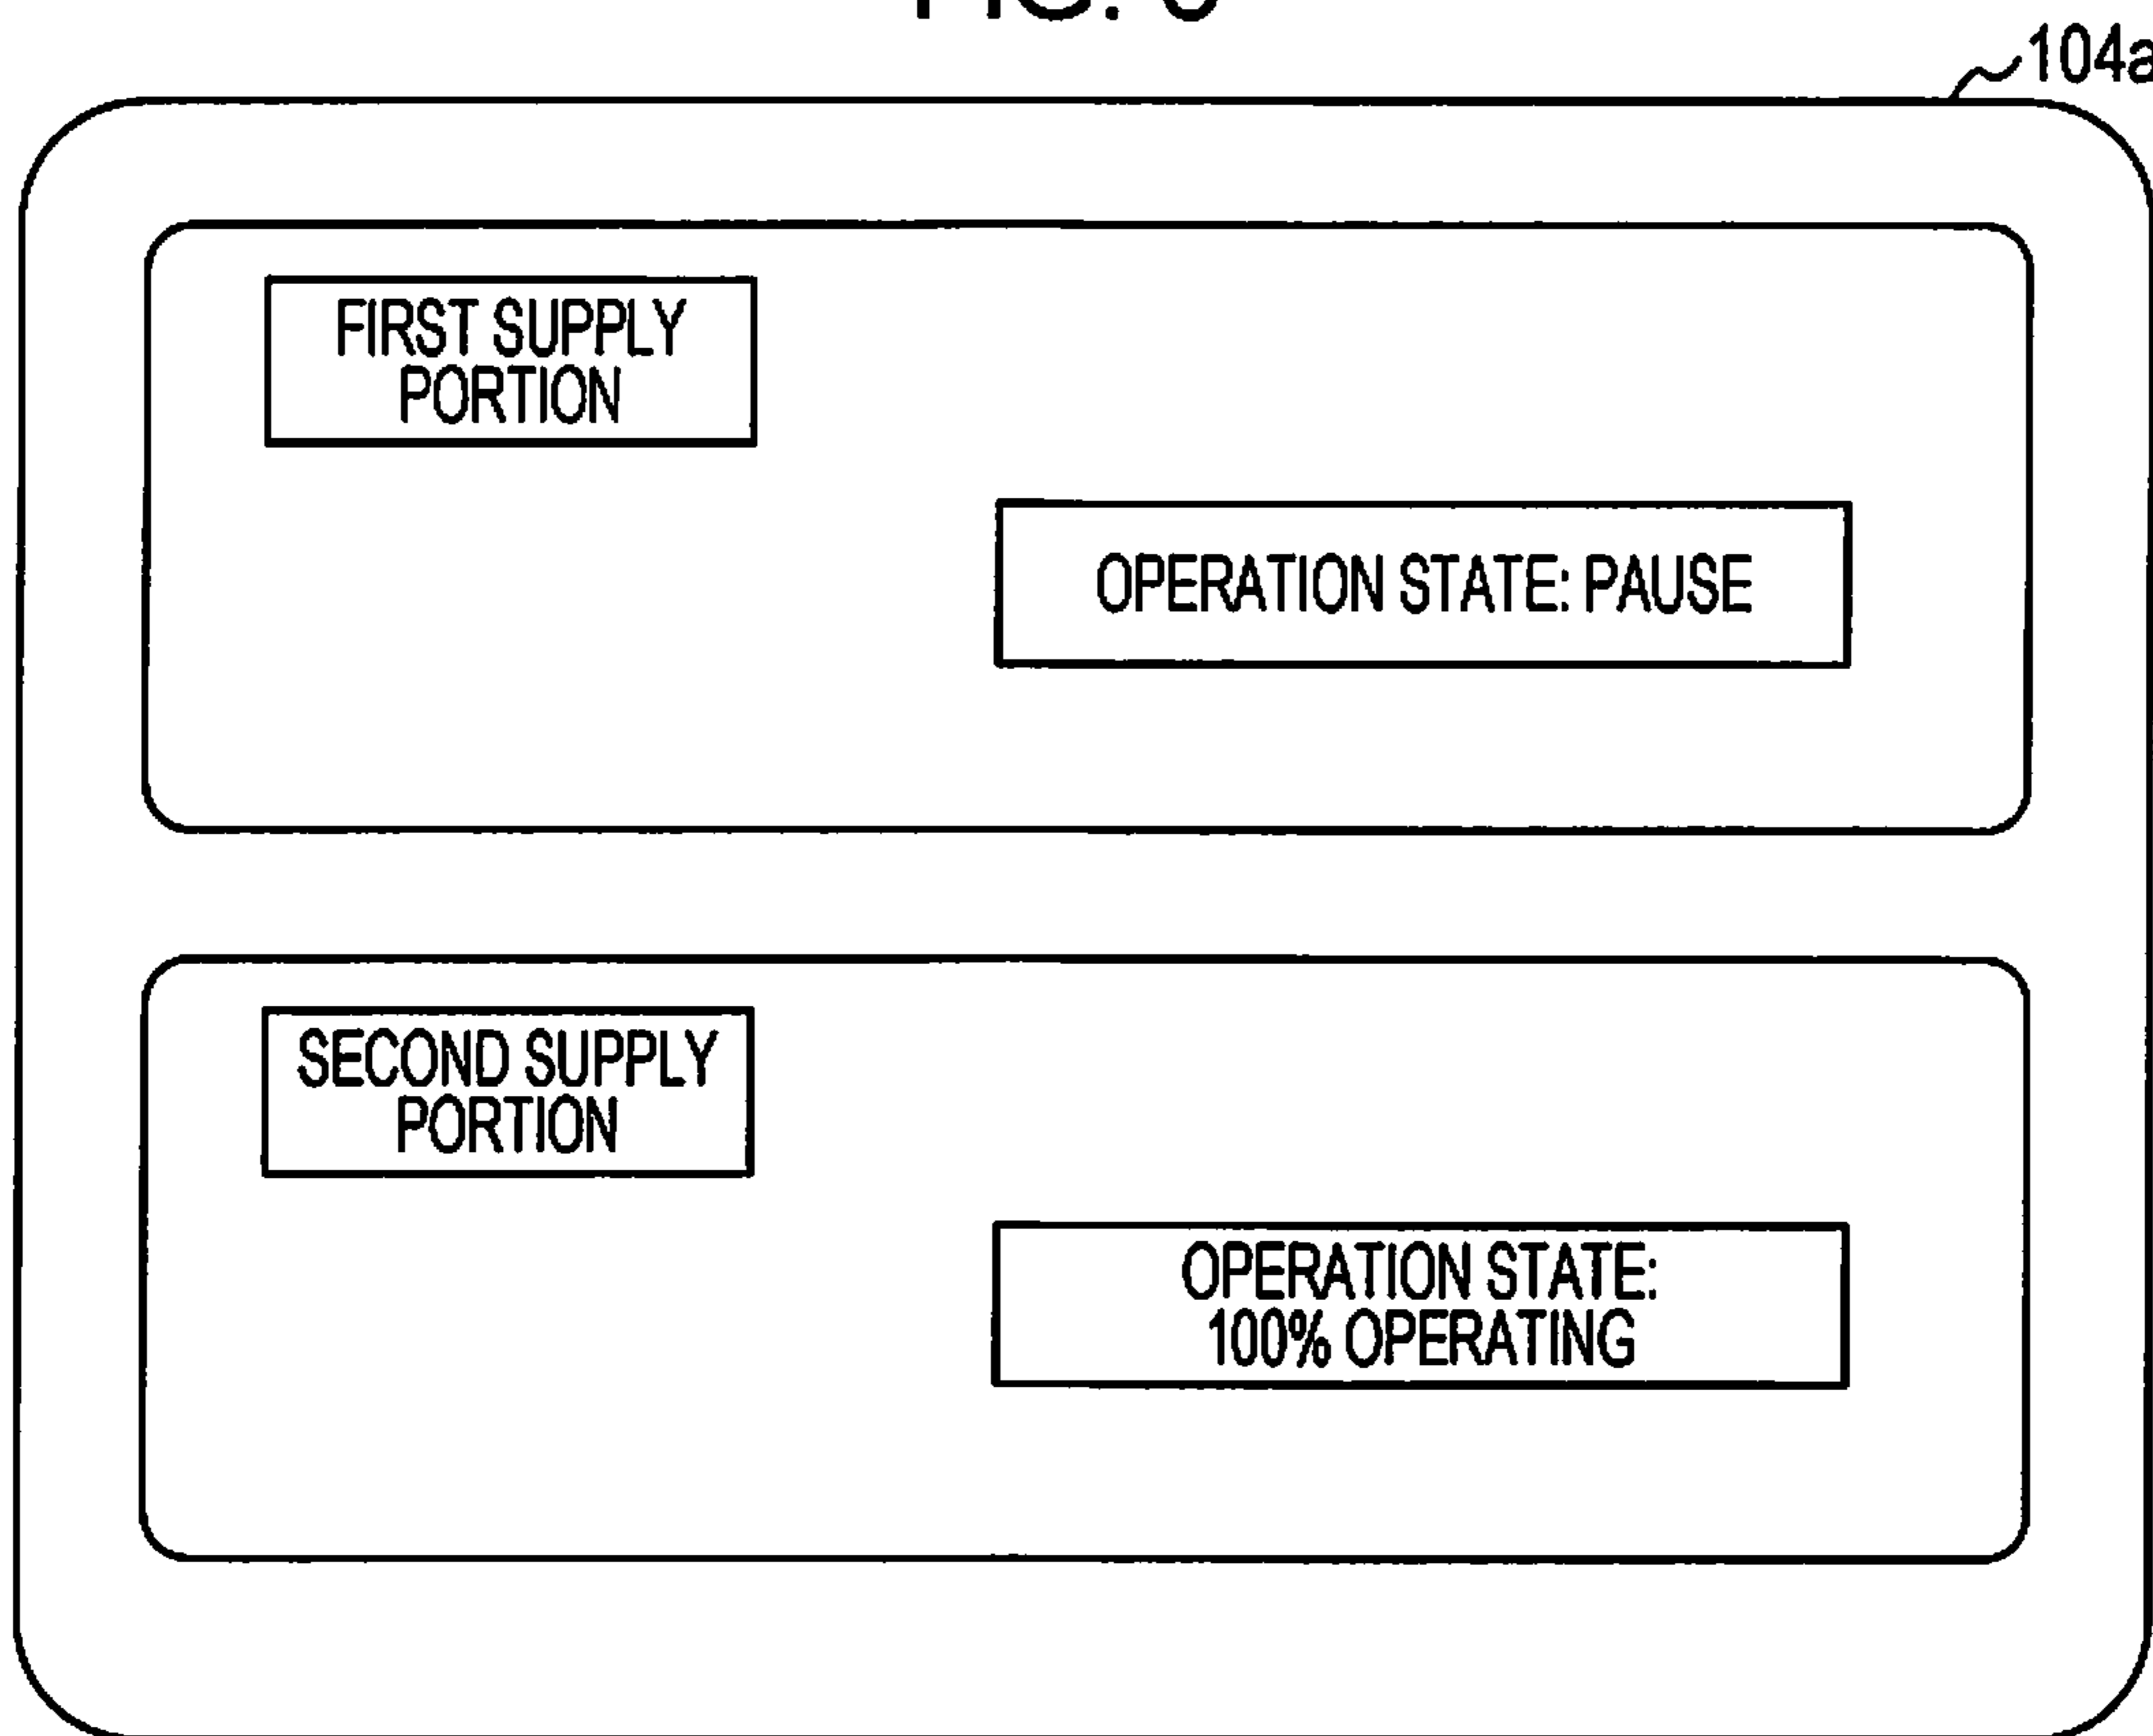 104a
FIRST SUPPLY
PORTION
OPERATION STATE: PAUSE
SECOND SUPPLY
PORTION
OPERATION STATE:
100% OPERATING